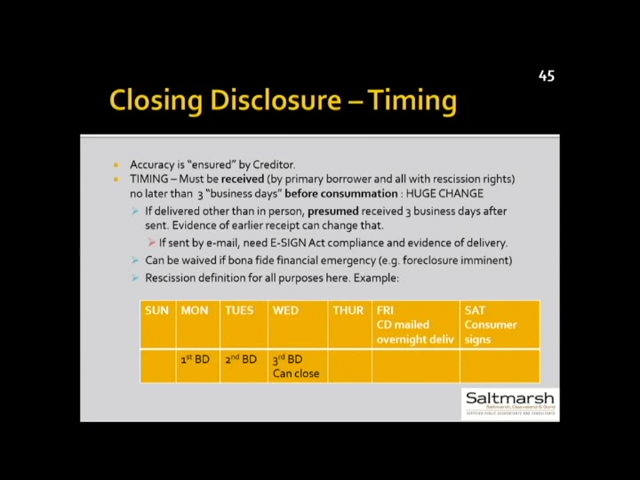 45
Closing Disclosure – Timing
Accuracy is "ensured" by Creditor.
TIMING – Must be received (by primary borrower and all with rescission rights)
no later than 3 "business days" before consummation : HUGE CHANGE
If delivered other than in person, presumed received 3 business days after
sent. Evidence of earlier receipt can change that.
If sent by e-mail, need E-SIGN Act compliance and evidence of delivery.
Can be waived if bona fide financial emergency (e.g. foreclosure imminent)
Rescission definition for all purposes here. Example:
SUN MON TUES WED THUR FRI SAT
CD mailed Consumer
overnight deliv signs
1st BD 2nd BD 3rd BD
Can close
Saltmarsh
Saltmarsh, Cleaveland & Gund